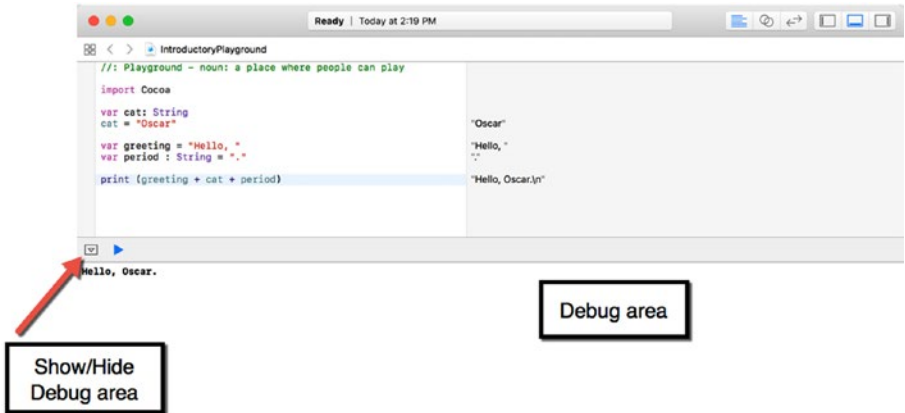 Ready | Today at 2:19 PM
IntroductoryPlayground
//: Playground - noun: a place where people can play
import Cocoa
var cat: String
cat = "Oscar"
"Oscar"
var greeting = "Hello, "
"Hello, "
var period : String = "."
"."
print (greeting + cat + period)
"Hello, Oscar.\n"
Hello, Oscar.
Debug area
Show/Hide
Debug area